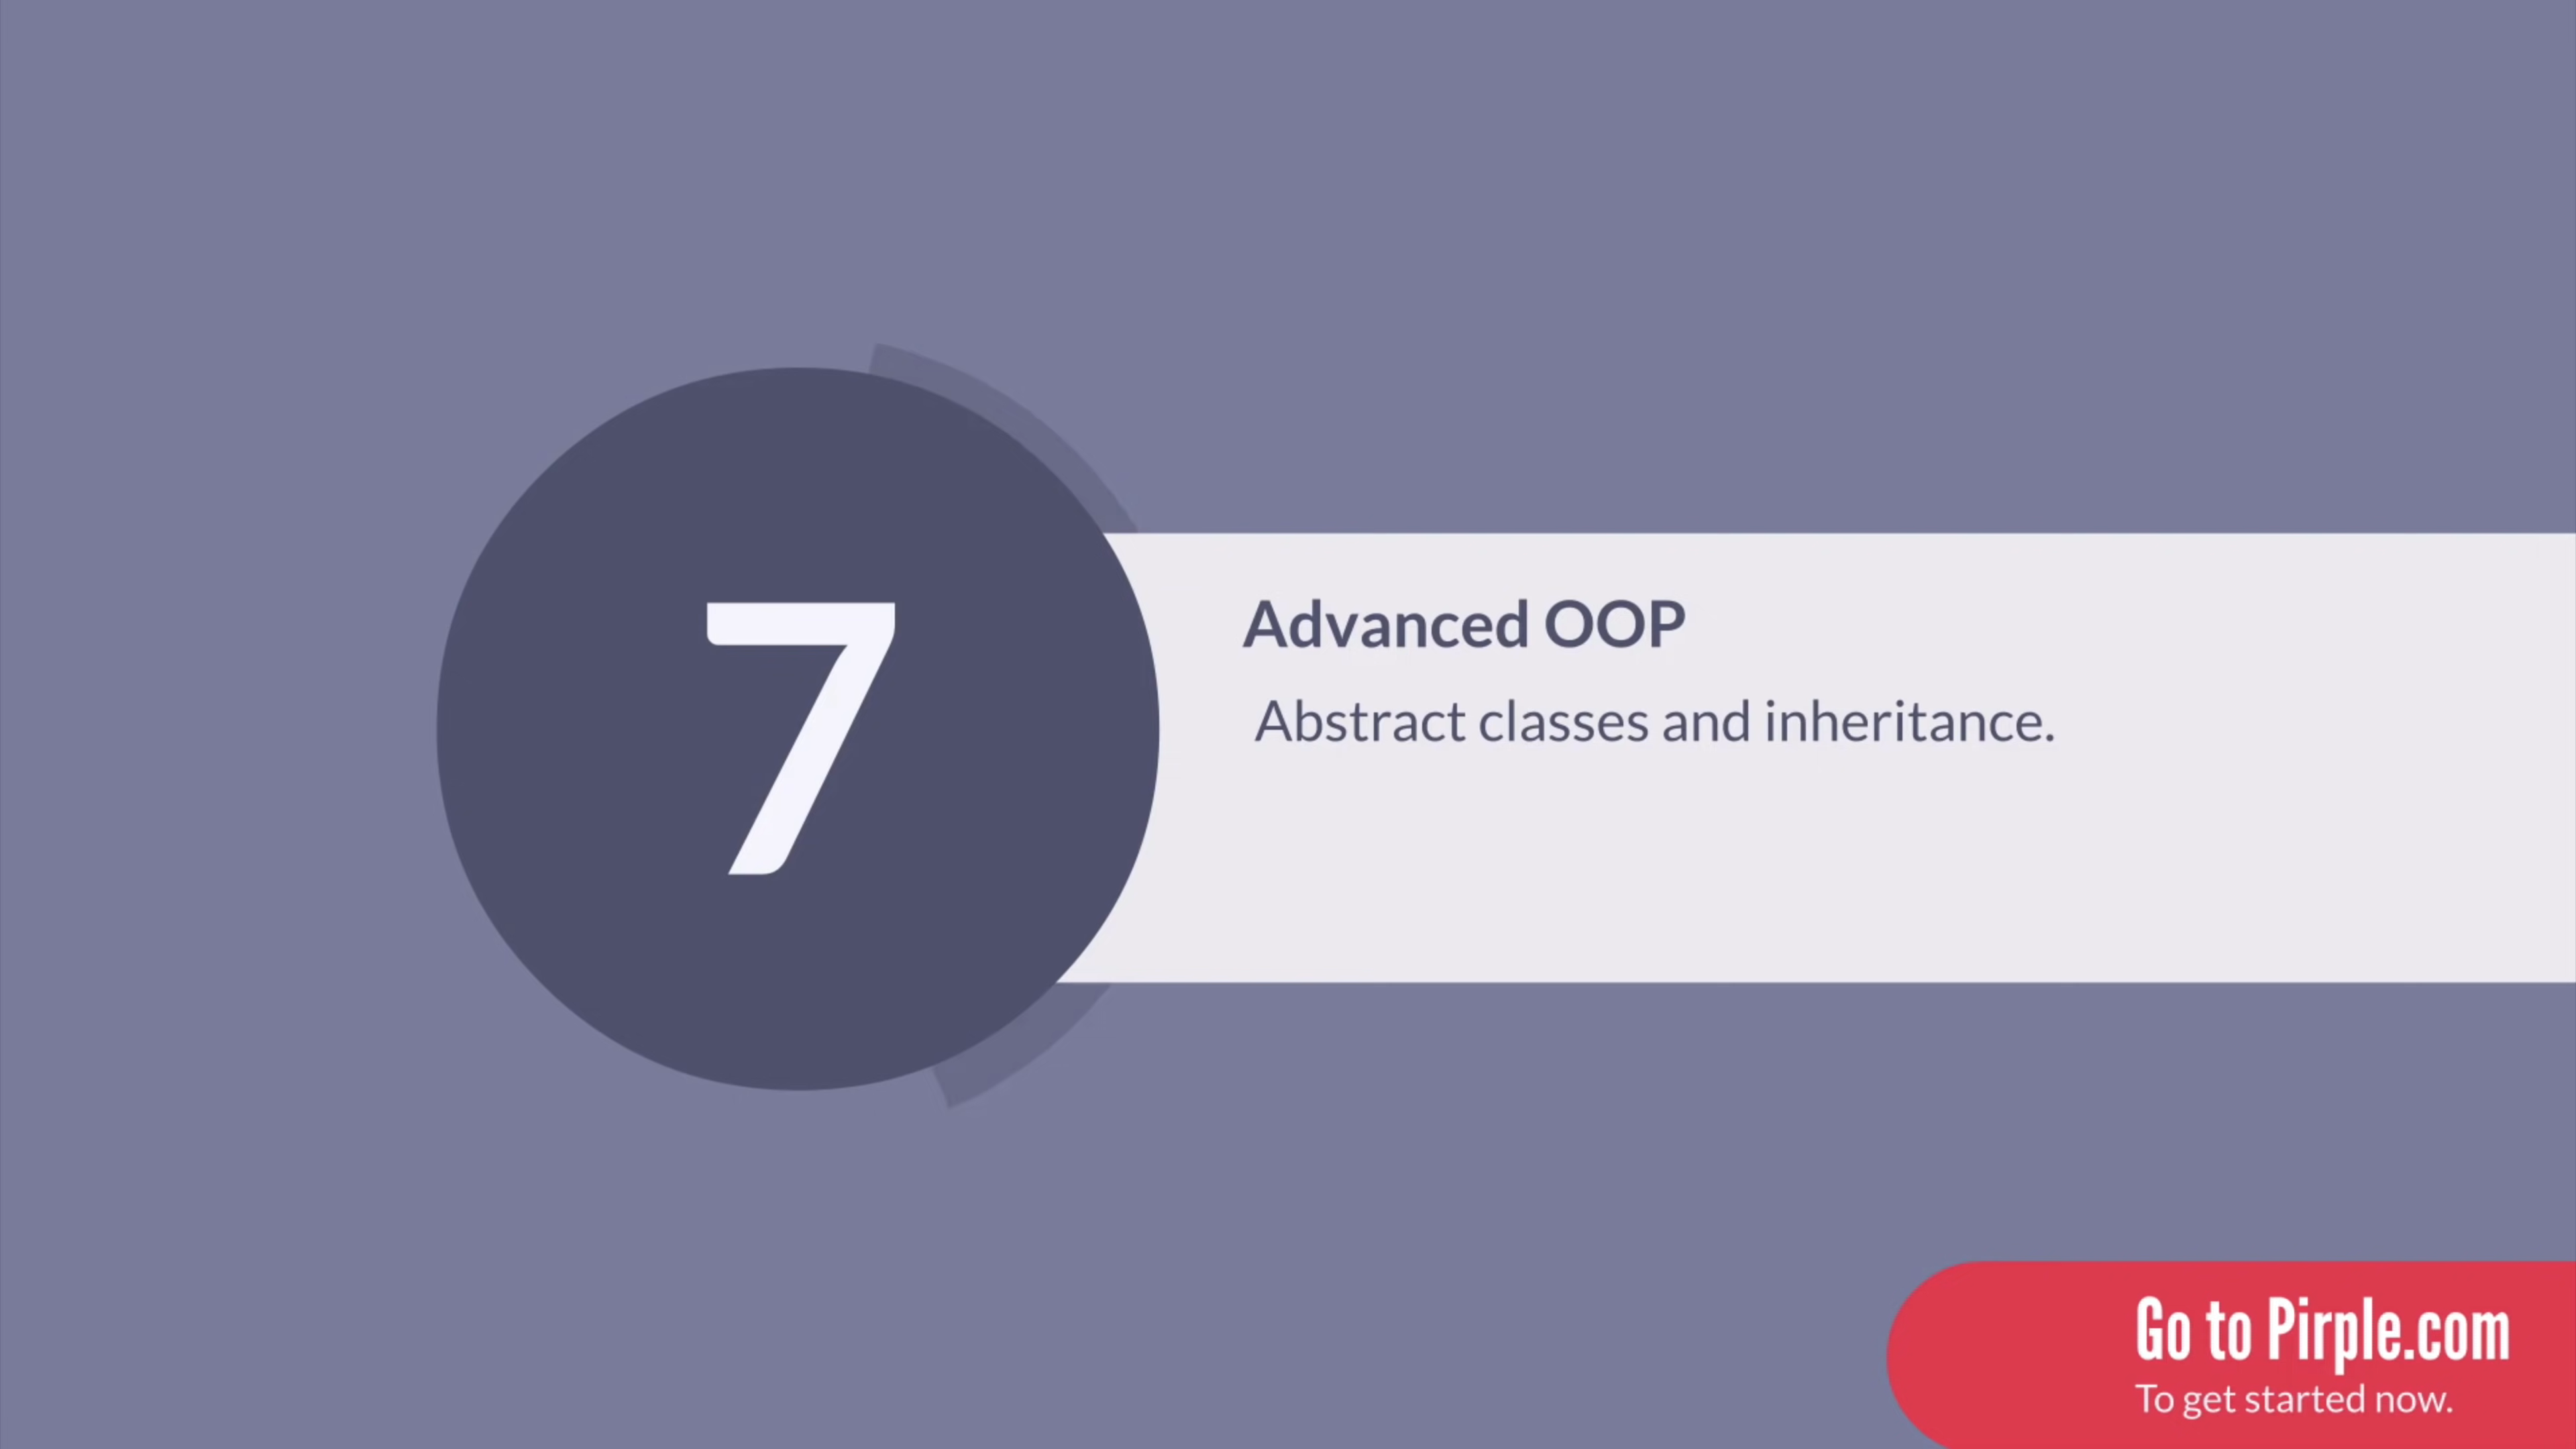 7
Advanced OOP
Abstract classes and inheritance.
Go to Pirple.com
To get started now.